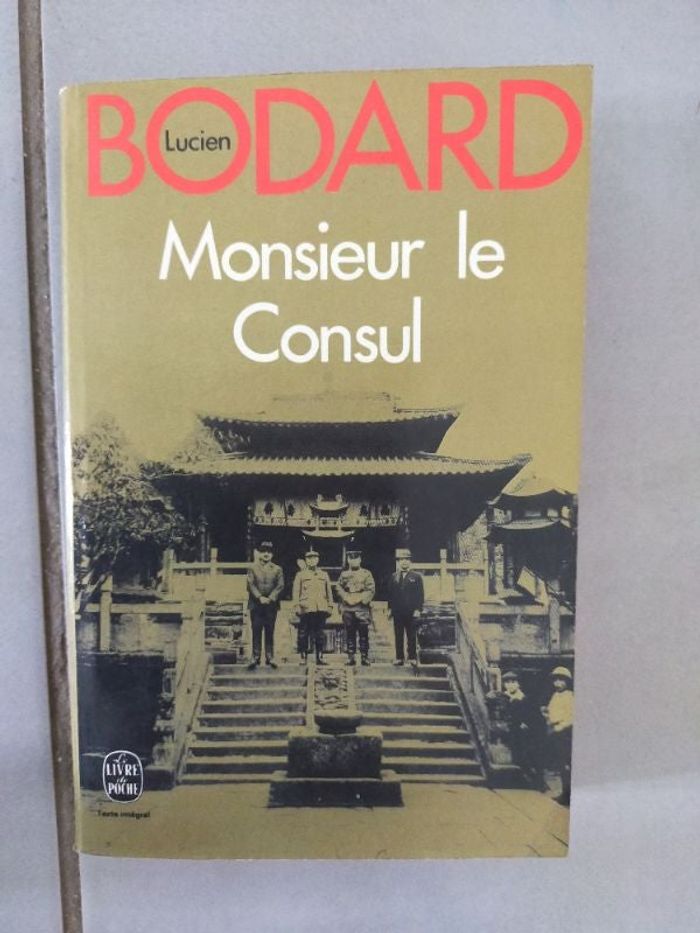 Lucien
BODARD
Monsieur le
Consul
Le
LIVRE
de
POCHE
Texte intégral